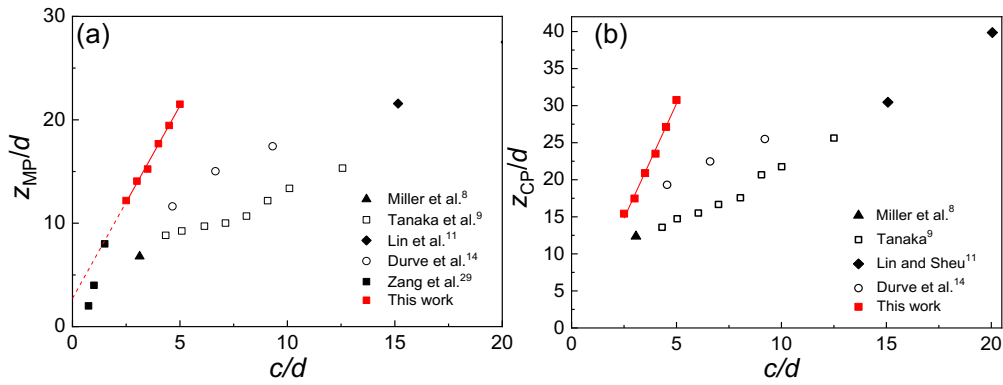 (a)
z_MP/d
30
20
10
0
0 5 10 15 20
c/d
Miller et al.⁸
Tanaka et al.⁹
Lin et al.¹¹
Durve et al.¹⁴
Zang et al.²⁹
This work
(b)
z_CP/d
40
35
30
25
20
15
10
5
0
0 5 10 15 20
c/d
Miller et al.⁸
Tanaka⁹
Lin and Sheu¹¹
Durve et al.¹⁴
This work